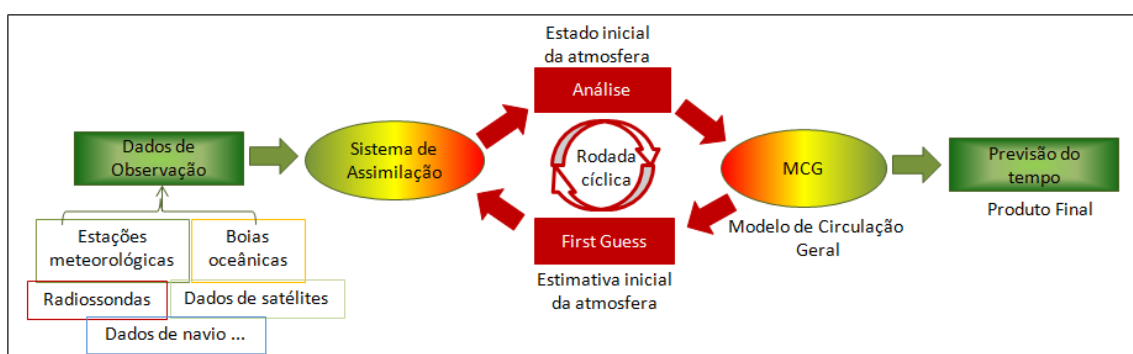 Dados de
Observação
Estações
meteorológicas
Boias
oceânicas
Radiossondas
Dados de satélites
Dados de navio ...
Sistema de
Assimilação
Estado inicial
da atmosfera
Análise
Rodada
cíclica
First Guess
Estimativa inicial
da atmosfera
MCG
Modelo de Circulação
Geral
Previsão do
tempo
Produto Final